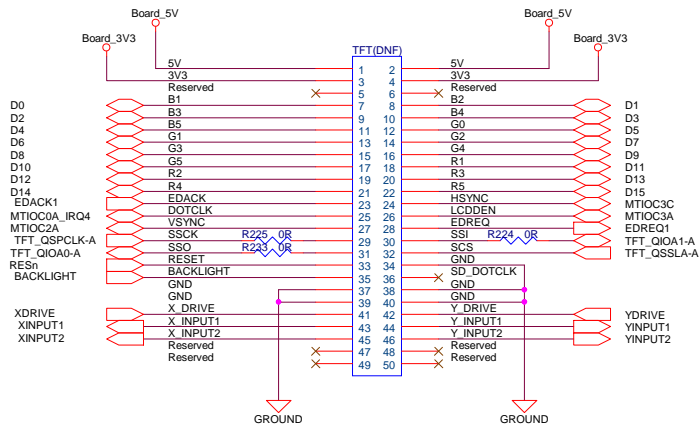 Board_5V Board_5V
Board_3V3 Board_3V3
TFT(DNF)
5V 1 2 5V
3V3 3 4 3V3
Reserved 5 6 Reserved
D0 B1 7 8 B2 D1
D2 B3 9 10 B4 D3
D4 B5 11 12 G0 D5
D6 G1 13 14 G2 D7
D8 G3 15 16 G4 D9
D10 G5 17 18 R1 D11
D12 R2 19 20 R3 D13
D14 R4 21 22 R5 D15
EDACK1 EDACK 23 24 HSYNC MTIOC3C
MTIOC0A_IRQ4 DOTCLK 25 26 LCDDEN MTIOC3A
MTIOC2A VSYNC 27 28 EDREQ EDREQ1
TFT_QSPCLK-A SSCK R225 0R 29 30 SSI R224 0R TFT_QIOA1-A
TFT_QIOA0-A SSO R233 0R 31 32 SCS TFT_QSSLA-A
RESn RESET 33 34 GND
BACKLIGHT BACKLIGHT 35 36 SD_DOTCLK
GND 37 38 GND
GND 39 40 GND
XDRIVE X_DRIVE 41 42 Y_DRIVE YDRIVE
XINPUT1 X_INPUT1 43 44 Y_INPUT1 YINPUT1
XINPUT2 X_INPUT2 45 46 Y_INPUT2 YINPUT2
Reserved 47 48 Reserved
Reserved 49 50 Reserved
GROUND GROUND